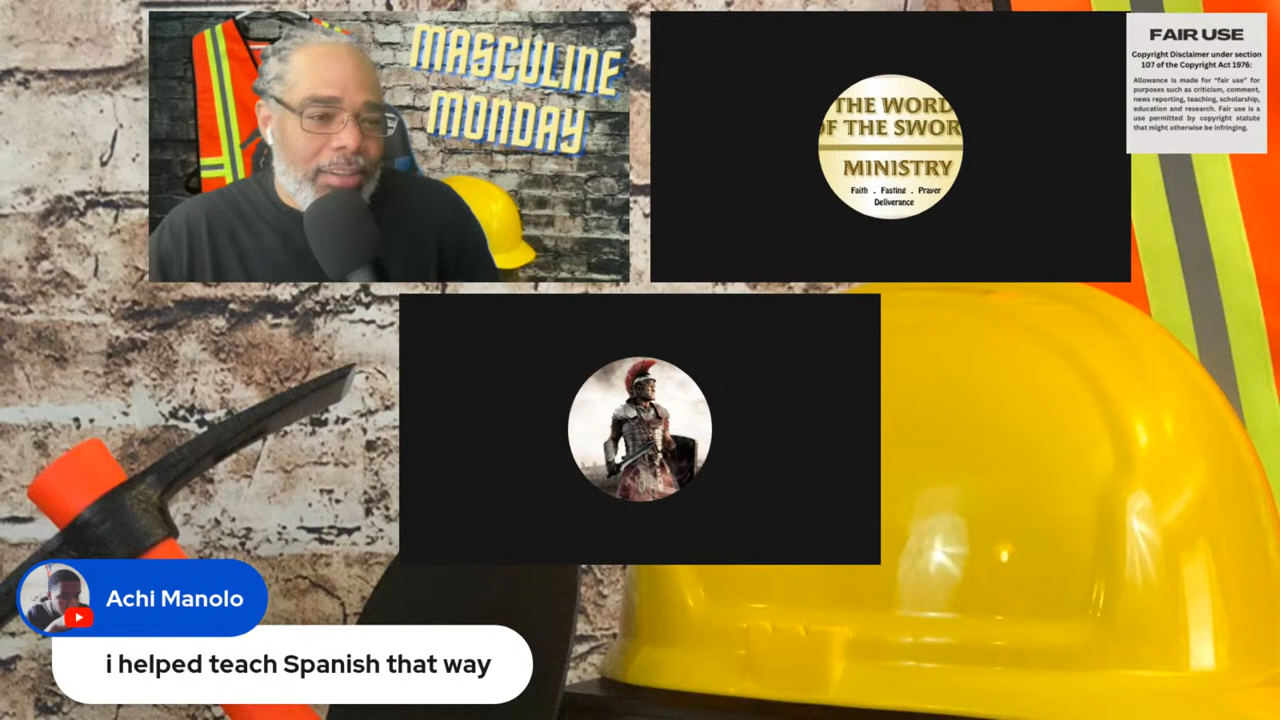 MASCULINE
MONDAY
THE WORD
OF THE SWOR
MINISTRY
Faith . Fasting . Prayer
Deliverance
FAIR USE
Copyright Disclaimer under section
107 of the Copyright Act 1976:
Allowance is made for "fair use" for
purposes such as criticism, comment,
news reporting, teaching, scholarship,
education and research. Fair use is a
use permitted by copyright statute
that might otherwise be infringing.
Achi Manolo
i helped teach Spanish that way